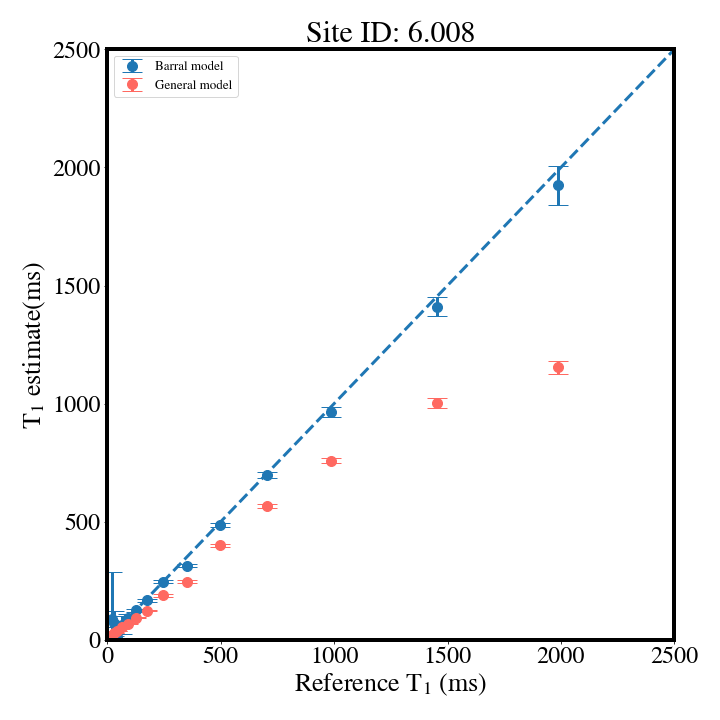 Site ID: 6.008
Barral model
General model
T₁ estimate(ms)
2500
2000
1500
1000
500
0
0 500 1000 1500 2000 2500
Reference T₁ (ms)